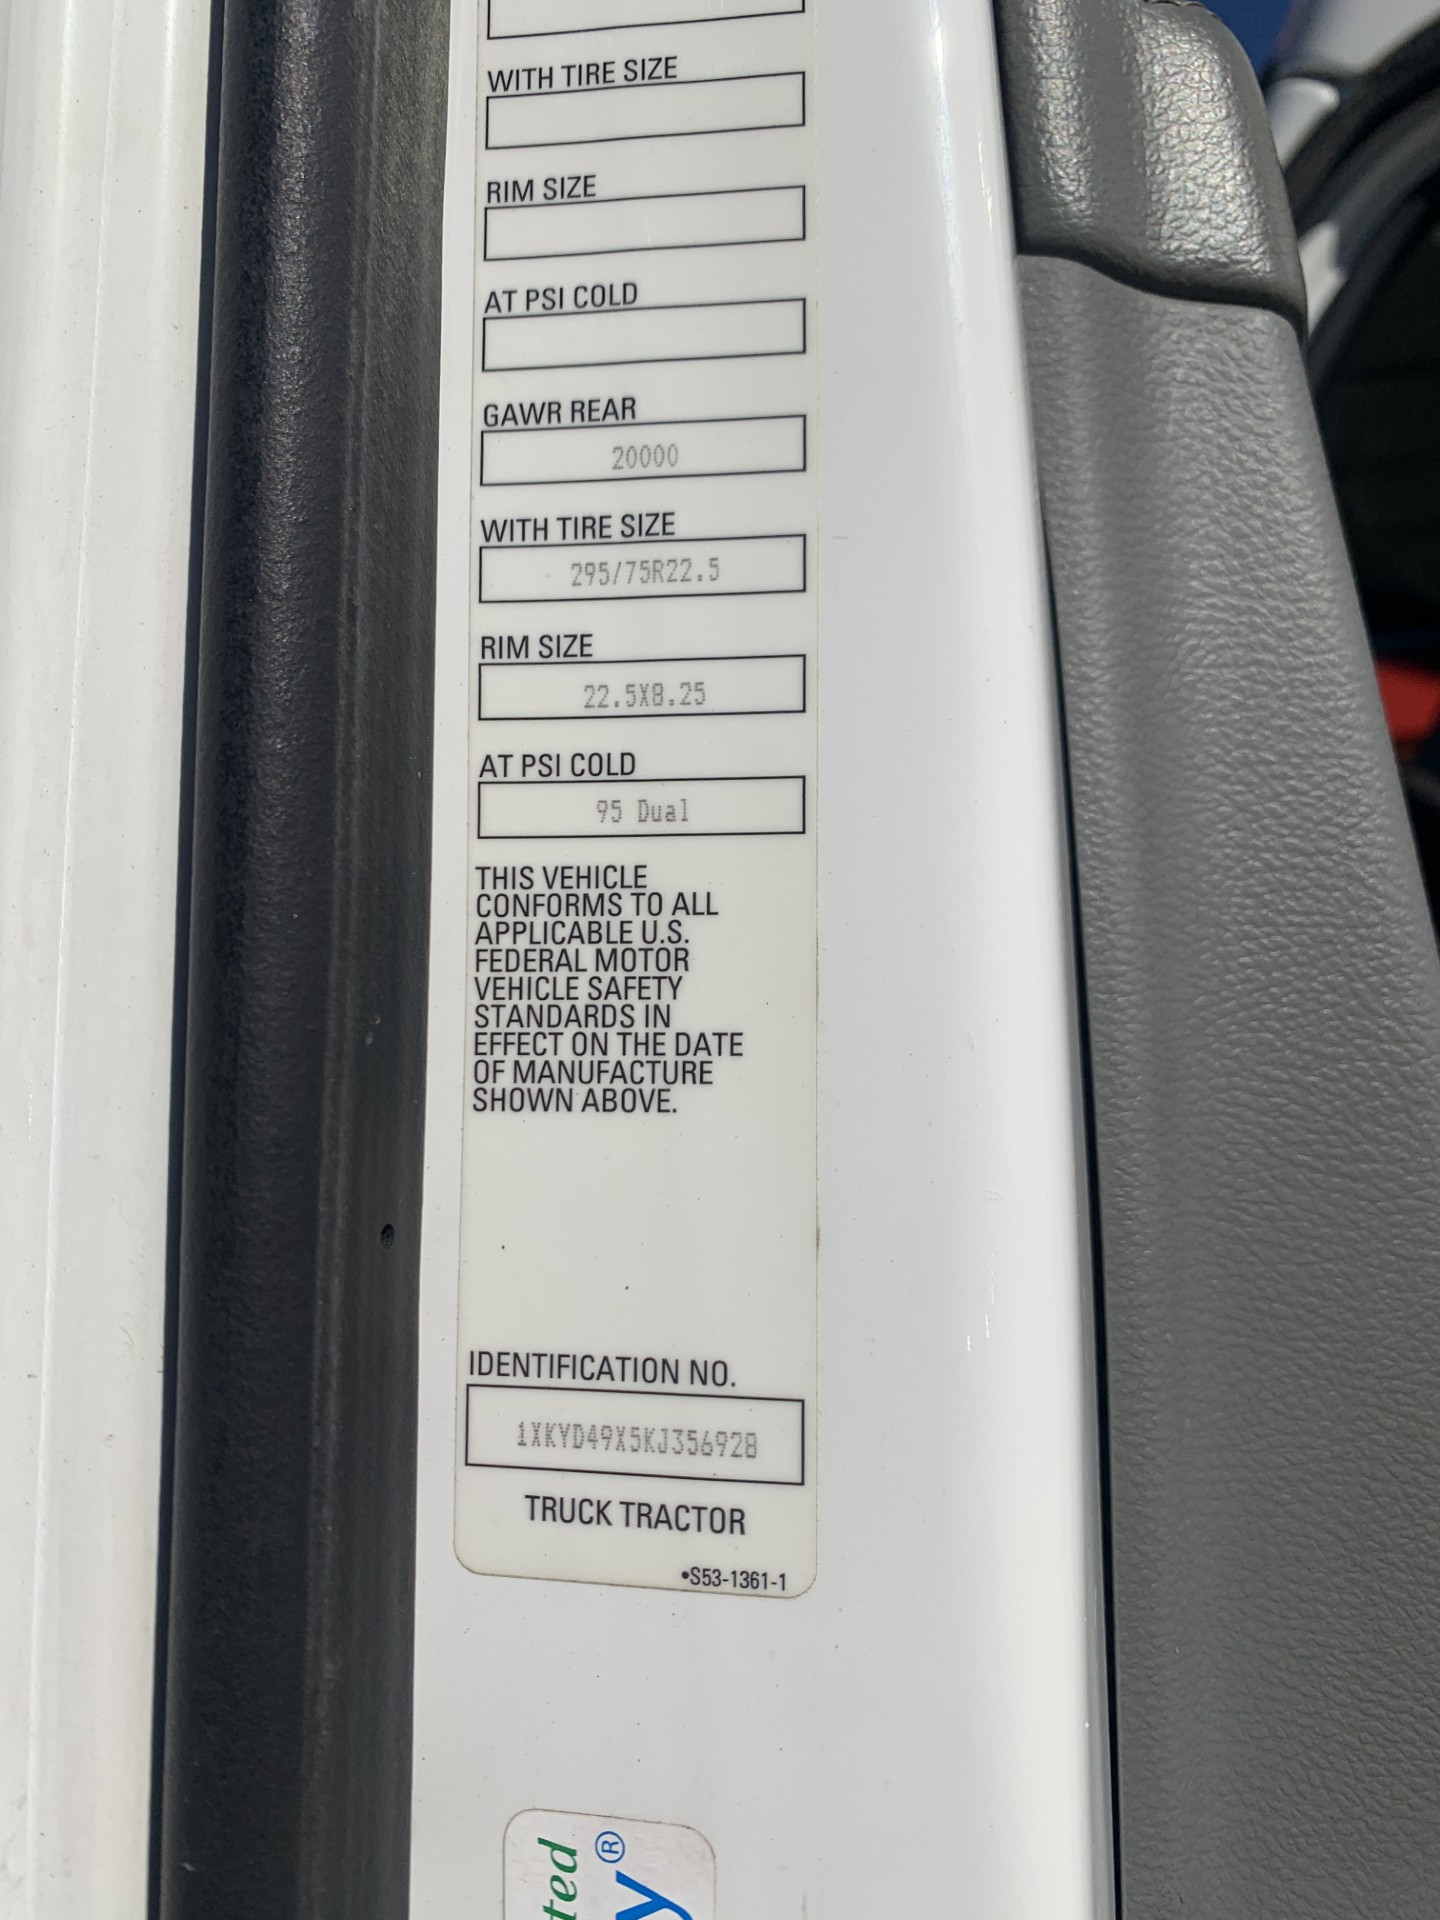 WITH TIRE SIZE
RIM SIZE
AT PSI COLD
GAWR REAR
20000
WITH TIRE SIZE
295/75R22.5
RIM SIZE
22.5X8.25
AT PSI COLD
95 Dual
THIS VEHICLE
CONFORMS TO ALL
APPLICABLE U.S.
FEDERAL MOTOR
VEHICLE SAFETY
STANDARDS IN
EFFECT ON THE DATE
OF MANUFACTURE
SHOWN ABOVE.
IDENTIFICATION NO.
1XKYD49X5KJ356928
TRUCK TRACTOR
•S53-1361-1
ted
y®